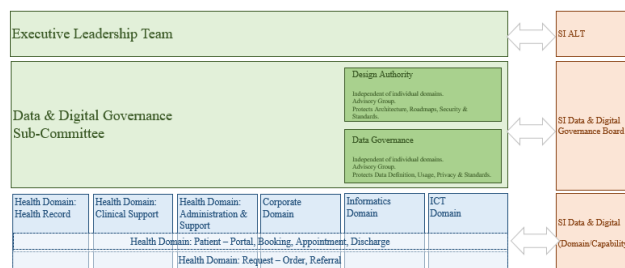 Executive Leadership Team
SI ALT
Design Authority
Independent of individual domains.
Advisory Group.
Protects Architecture, Roadmaps, Security &
Standards.
Data & Digital Governance
Sub-Committee
SI Data & Digital
Governance Board
Data Governance
Independent of individual domains.
Advisory Group.
Protects Data Definition, Usage, Privacy & Standards.
Health Domain:
Health Record
Health Domain:
Clinical Support
Health Domain:
Administration &
Support
Corporate
Domain
Informatics
Domain
ICT
Domain
SI Data & Digital
(Domain/Capability
Health Domain: Patient – Portal, Booking, Appointment, Discharge
Health Domain: Request – Order, Referral